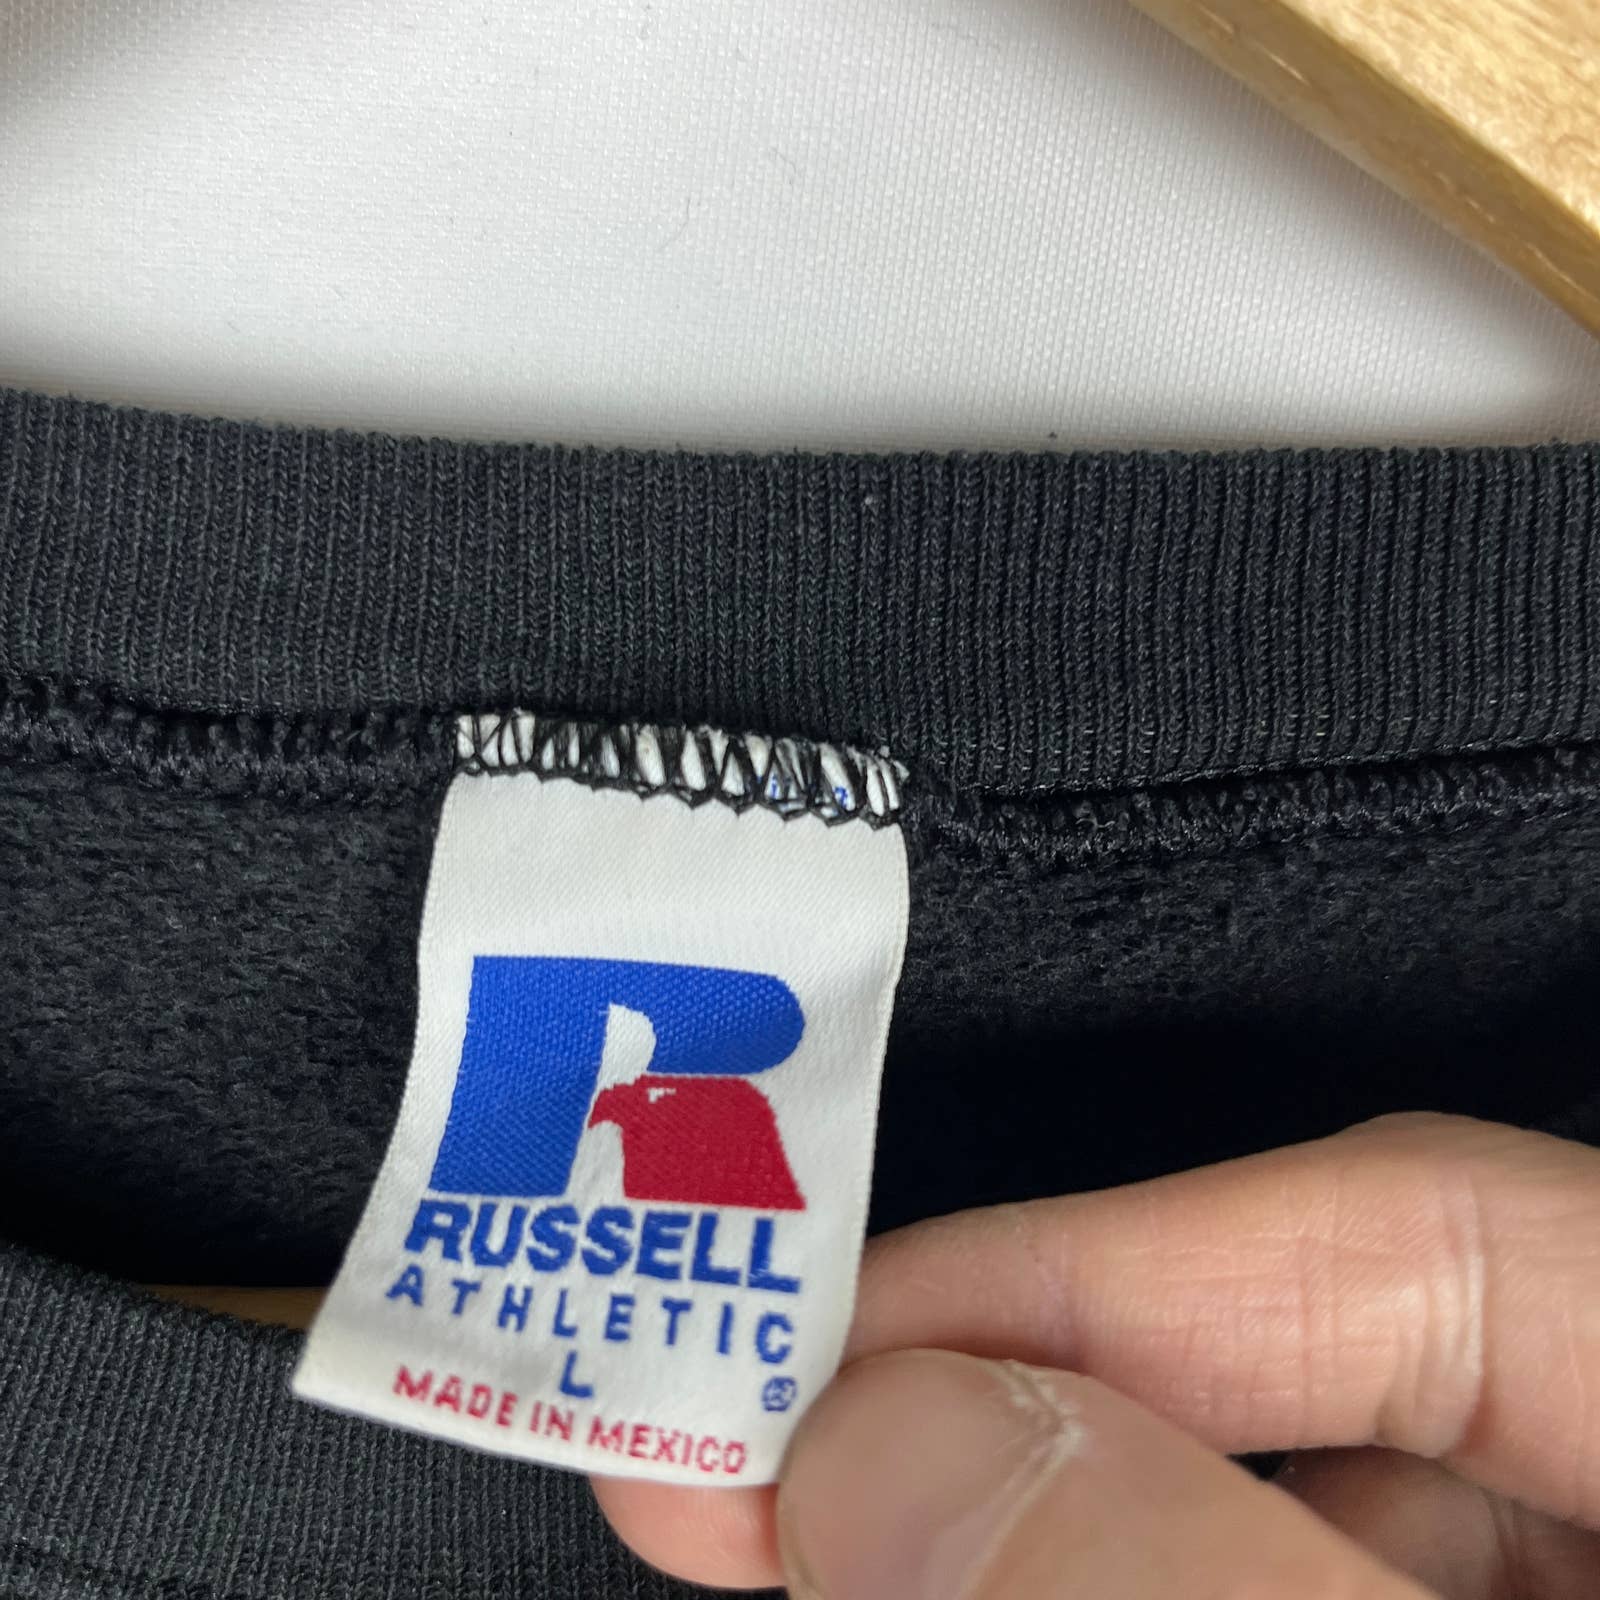 RUSSELL
ATHLETIC
L ®
MADE IN MEXICO